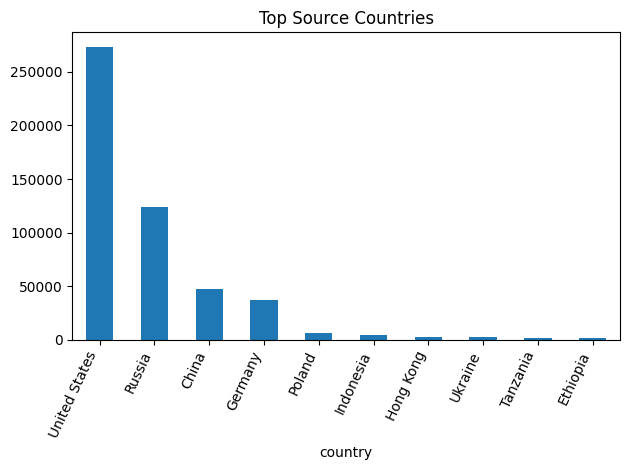 Top Source Countries
250000
200000
150000
100000
50000
0
United States
Russia
China
Germany
Poland
Indonesia
Hong Kong
Ukraine
Tanzania
Ethiopia
country